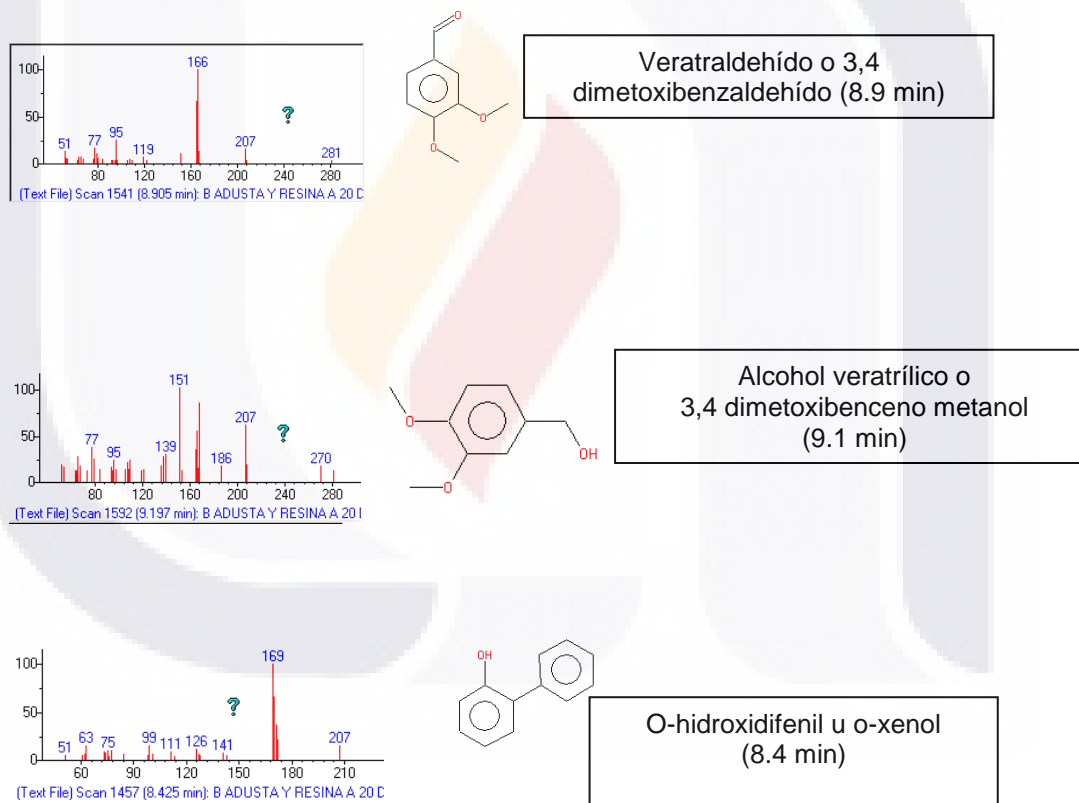 O
Veratraldehído o 3,4
dimetoxibenzaldehído (8.9 min)
O
O
100
50
0
166
?
51 77 95 119 207 281
80 120 160 200 240 280
(Text File) Scan 1541 (8.905 min): B ADUSTA Y RESINA A 20 D
Alcohol veratrílico o
3,4 dimetoxibenceno metanol
(9.1 min)
O
O
OH
100
50
0
151
207
?
77 95 139 186 270
80 120 160 200 240 280
(Text File) Scan 1592 (9.197 min): B ADUSTA Y RESINA A 20 I
OH
O-hidroxidifenil u o-xenol
(8.4 min)
100
50
0
169
?
51 63 75 99 111 126 141 207
60 90 120 150 180 210
(Text File) Scan 1457 (8.425 min): B ADUSTA Y RESINA A 20 D